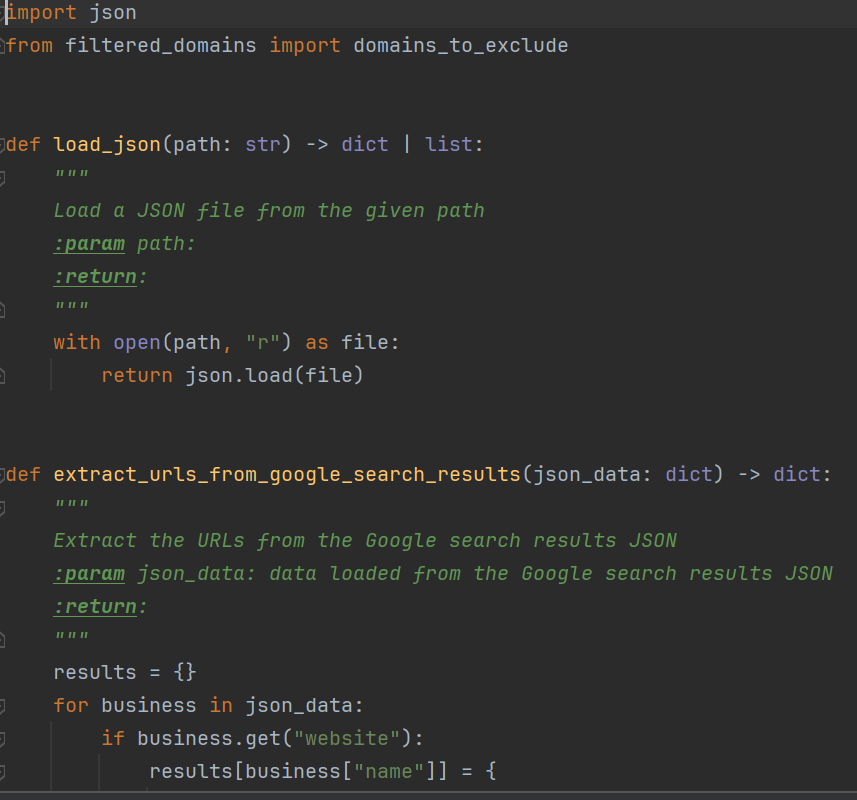 import json
from filtered_domains import domains_to_exclude
def load_json(path: str) -> dict | list:
    """
    Load a JSON file from the given path
    :param path:
    :return:
    """
    with open(path, "r") as file:
        return json.load(file)
def extract_urls_from_google_search_results(json_data: dict) -> dict:
    """
    Extract the URLs from the Google search results JSON
    :param json_data: data loaded from the Google search results JSON
    :return:
    """
    results = {}
    for business in json_data:
        if business.get("website"):
            results[business["name"]] = {